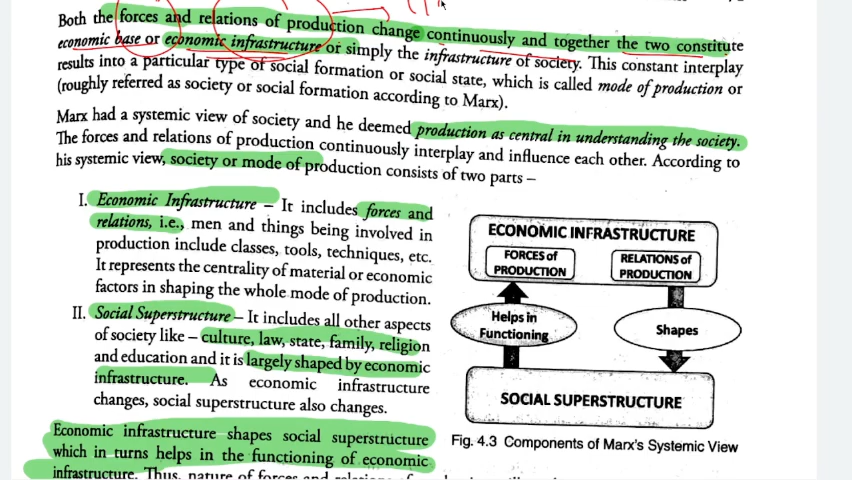 Both the forces and relations of production change continuously and together the two constitute
economic base or economic infrastructure or simply the infrastructure of society. This constant interplay
results into a particular type of social formation or social state, which is called mode of production or
(roughly referred as society or social formation according to Marx).
Marx had a systemic view of society and he deemed production as central in understanding the society.
The forces and relations of production continuously interplay and influence each other. According to
his systemic view, society or mode of production consists of two parts –
I. Economic Infrastructure – It includes forces and
relations, i.e., men and things being involved in
production include classes, tools, techniques, etc.
It represents the centrality of material or economic
factors in shaping the whole mode of production.
II. Social Superstructure – It includes all other aspects
of society like – culture, law, state, family, religion
and education and it is largely shaped by economic
infrastructure. As economic infrastructure
changes, social superstructure also changes.
ECONOMIC INFRASTRUCTURE
FORCES of
PRODUCTION
RELATIONS of
PRODUCTION
Helps in
Functioning
Shapes
SOCIAL SUPERSTRUCTURE
Fig. 4.3 Components of Marx's Systemic View
Economic infrastructure shapes social superstructure
which in turns helps in the functioning of economic
infrastructure. Thus, nature of forces and relations of